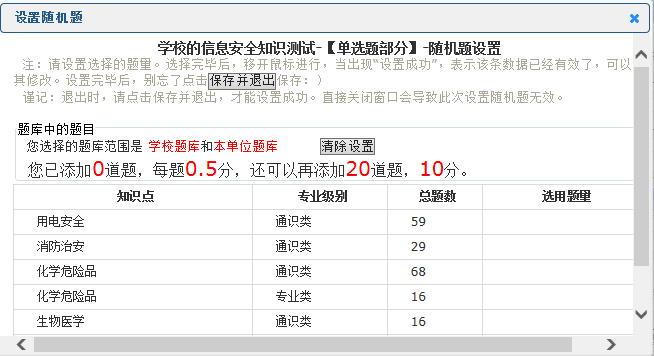 设置随机题
学校的信息安全知识测试-【单选题部分】-随机题设置
注：请设置选择的题量。选择完毕后，移开鼠标进行，当出现“设置成功”，表示该条数据已经有效了，可以
其修改。设置完毕后，别忘了点击保存并退出保存：）
谨记：退出时，请点击保存并退出，才能设置成功。直接关闭窗口会导致此次设置随机题无效。
题库中的题目
您选择的题库范围是 学校题库和本单位题库 清除设置
您已添加0道题，每题0.5分，还可以再添加20道题，10分。
知识点 专业级别 总题数 选用题量
用电安全 通识类 59
消防治安 通识类 29
化学危险品 通识类 68
化学危险品 专业类 16
生物医学 通识类 16